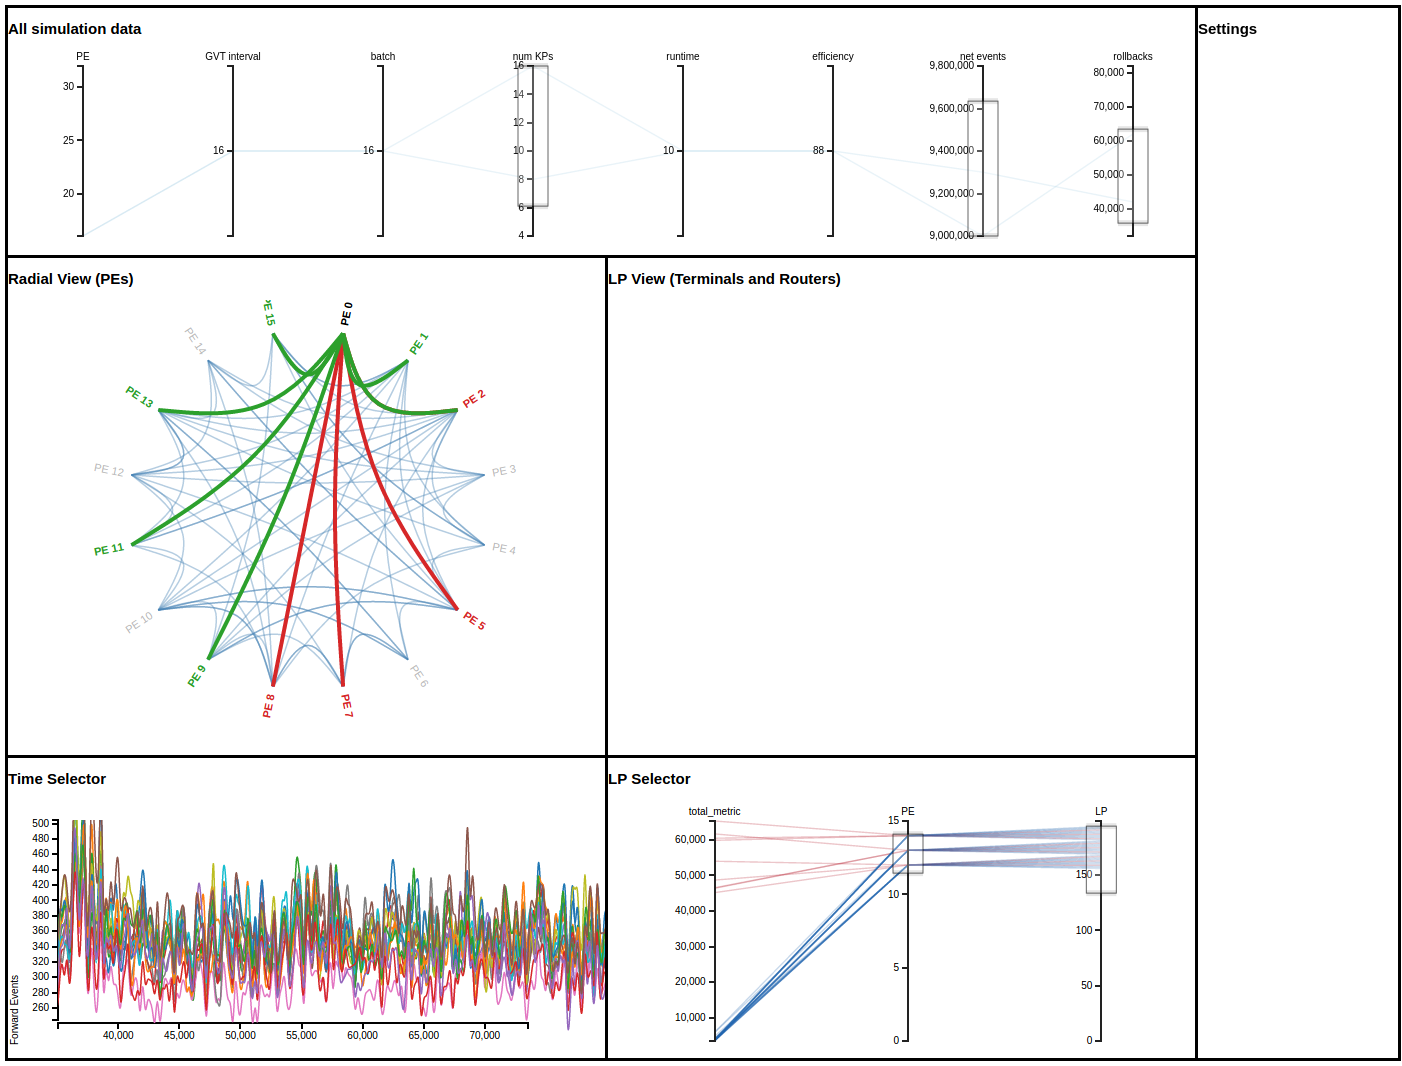 All simulation data
Settings
PE
GVT interval
batch
num KPs
runtime
efficiency
net events
rollbacks
30
25
20
16
16
16
14
12
10
8
6
4
10
88
9,800,000
9,600,000
9,400,000
9,200,000
9,000,000
80,000
70,000
60,000
50,000
40,000
Radial View (PEs)
LP View (Terminals and Routers)
PE 0
PE 1
PE 2
PE 3
PE 4
PE 5
PE 6
PE 7
PE 8
PE 9
PE 10
PE 11
PE 12
PE 13
PE 14
PE 15
Time Selector
LP Selector
Forward Events
500
480
460
440
420
400
380
360
340
320
300
280
260
40,000
45,000
50,000
55,000
60,000
65,000
70,000
total_metric
PE
LP
60,000
50,000
40,000
30,000
20,000
10,000
15
10
5
0
150
100
50
0